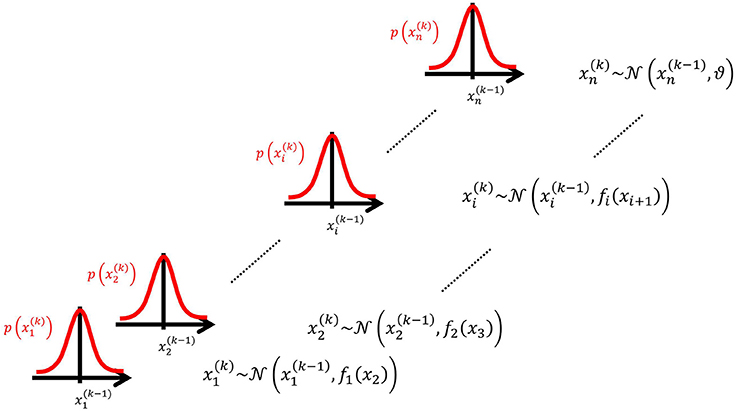 p(x_n^{(k)})
x_n^{(k-1)}
x_n^{(k)}~𝒩(x_n^{(k-1)}, ϑ)
p(x_i^{(k)})
x_i^{(k-1)}
x_i^{(k)}~𝒩(x_i^{(k-1)}, f_i(x_{i+1}))
p(x_2^{(k)})
x_2^{(k-1)}
x_2^{(k)}~𝒩(x_2^{(k-1)}, f_2(x_3))
p(x_1^{(k)})
x_1^{(k-1)}
x_1^{(k)}~𝒩(x_1^{(k-1)}, f_1(x_2))